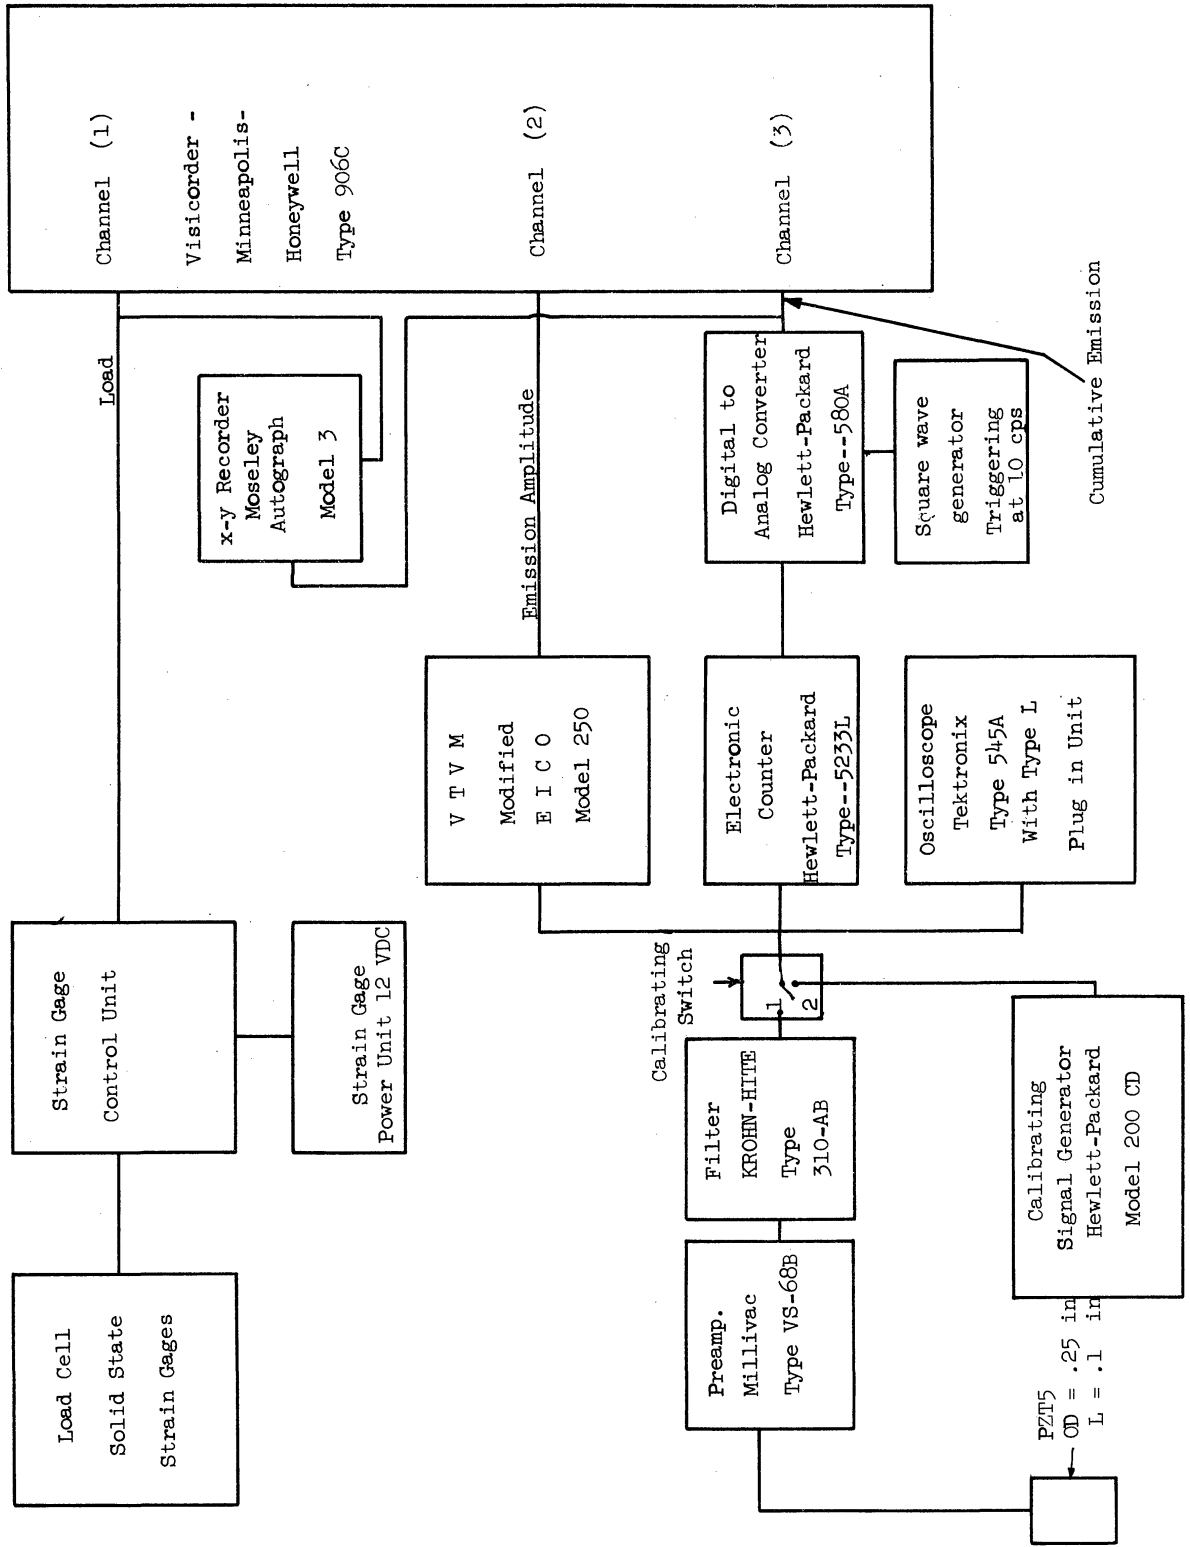 Load Cell
Solid State
Strain Gages
Strain Gage
Control Unit
Strain Gage
Power Unit 12 VDC
Load
x-y Recorder
Moseley
Autograph
Model 3
Channel (1)
Visicorder -
Minneapolis-
Honeywell
Type 906C
Channel (2)
Channel (3)
V T V M
Modified
E I C O
Model 250
Emission Amplitude
Preamp.
Millivac
Type VS-68B
Filter
KROHN-HITE
Type
310-AB
Calibrating
Switch
1
2
Electronic
Counter
Hewlett-Packard
Type--5233L
Digital to
Analog Converter
Hewlett-Packard
Type--580A
Square wave
generator
Triggering
at 10 cps
Cumulative Emission
Oscilloscope
Tektronix
Type 545A
With Type L
Plug in Unit
Calibrating
Signal Generator
Hewlett-Packard
Model 200 CD
PZT5
OD = .25 in
L = .1 in